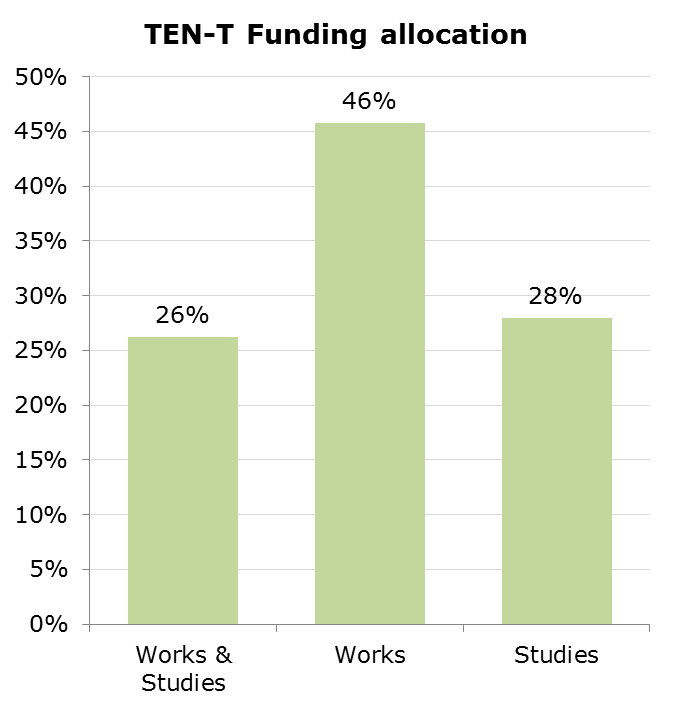 TEN-T Funding allocation
50%
46%
45%
40%
35%
30%
28%
26%
25%
20%
15%
10%
5%
0%
Works &
Studies
Works
Studies